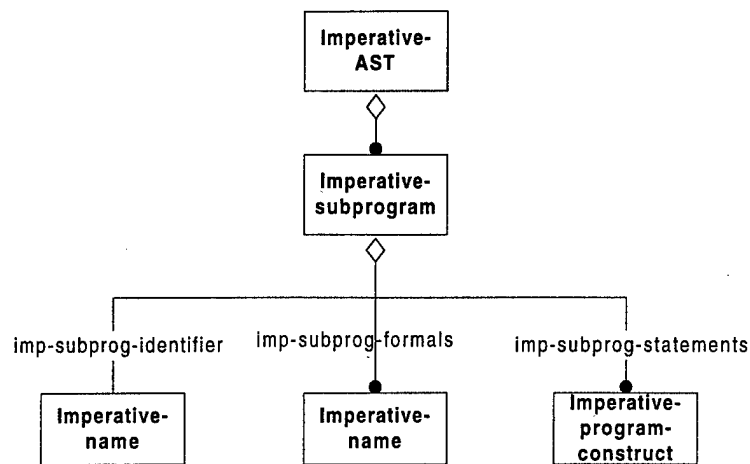 Imperative-
AST
Imperative-
subprogram
imp-subprog-identifier
imp-subprog-formals
imp-subprog-statements
Imperative-
name
Imperative-
name
Imperative-
program-
construct